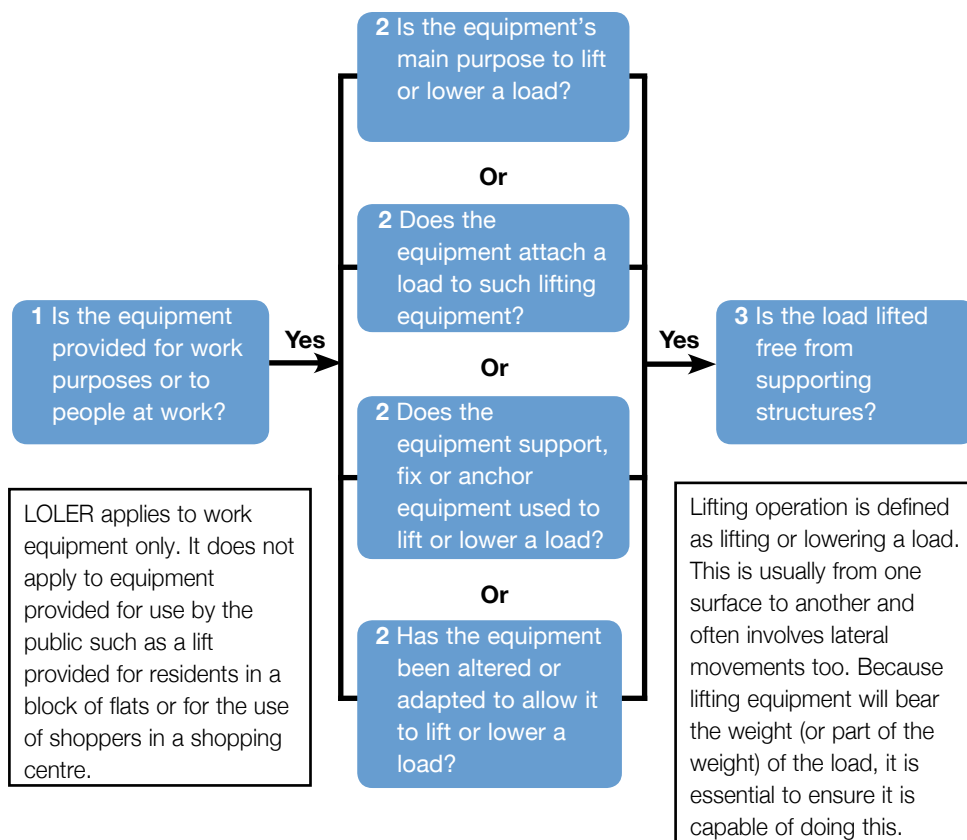 1 Is the equipment
provided for work
purposes or to
people at work?
LOLER applies to work
equipment only. It does not
apply to equipment
provided for use by the
public such as a lift
provided for residents in a
block of flats or for the use
of shoppers in a shopping
centre.
Yes
2 Is the equipment's
main purpose to lift
or lower a load?
Or
2 Does the
equipment attach a
load to such lifting
equipment?
Or
2 Does the
equipment support,
fix or anchor
equipment used to
lift or lower a load?
Or
2 Has the equipment
been altered or
adapted to allow it
to lift or lower a
load?
Yes
3 Is the load lifted
free from
supporting
structures?
Lifting operation is defined
as lifting or lowering a load.
This is usually from one
surface to another and
often involves lateral
movements too. Because
lifting equipment will bear
the weight (or part of the
weight) of the load, it is
essential to ensure it is
capable of doing this.